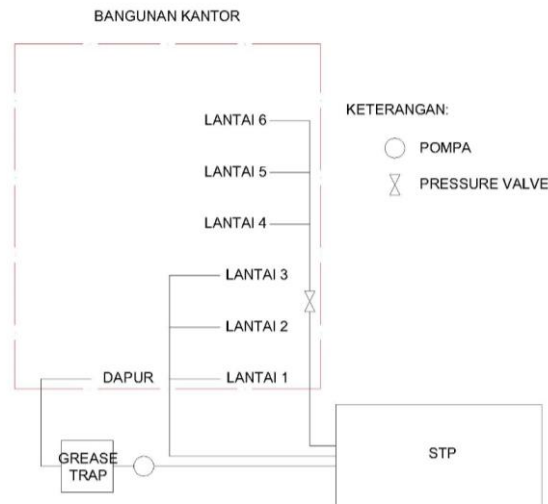 BANGUNAN KANTOR
LANTAI 6
KETERANGAN:
POMPA
LANTAI 5
PRESSURE VALVE
LANTAI 4
LANTAI 3
LANTAI 2
DAPUR
LANTAI 1
GREASE
TRAP
STP